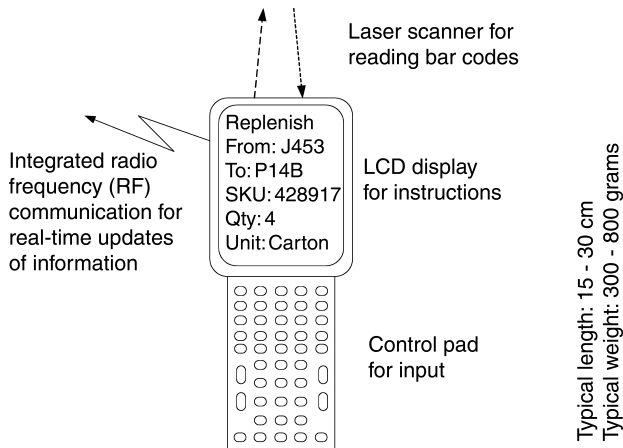 Laser scanner for
reading bar codes
Replenish
From: J453
To: P14B
SKU: 428917
Qty: 4
Unit: Carton
Integrated radio
frequency (RF)
communication for
real-time updates
of information
LCD display
for instructions
Control pad
for input
Typical length: 15 - 30 cm
Typical weight: 300 - 800 grams